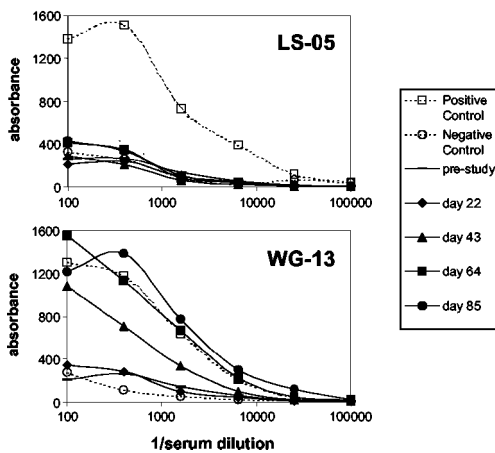 1600
1200
800
400
0
absorbance
LS-05
100
1000
10000
100000
1600
1200
800
400
0
absorbance
WG-13
100
1000
10000
100000
1/serum dilution
Positive
Control
Negative
Control
pre-study
day 22
day 43
day 64
day 85